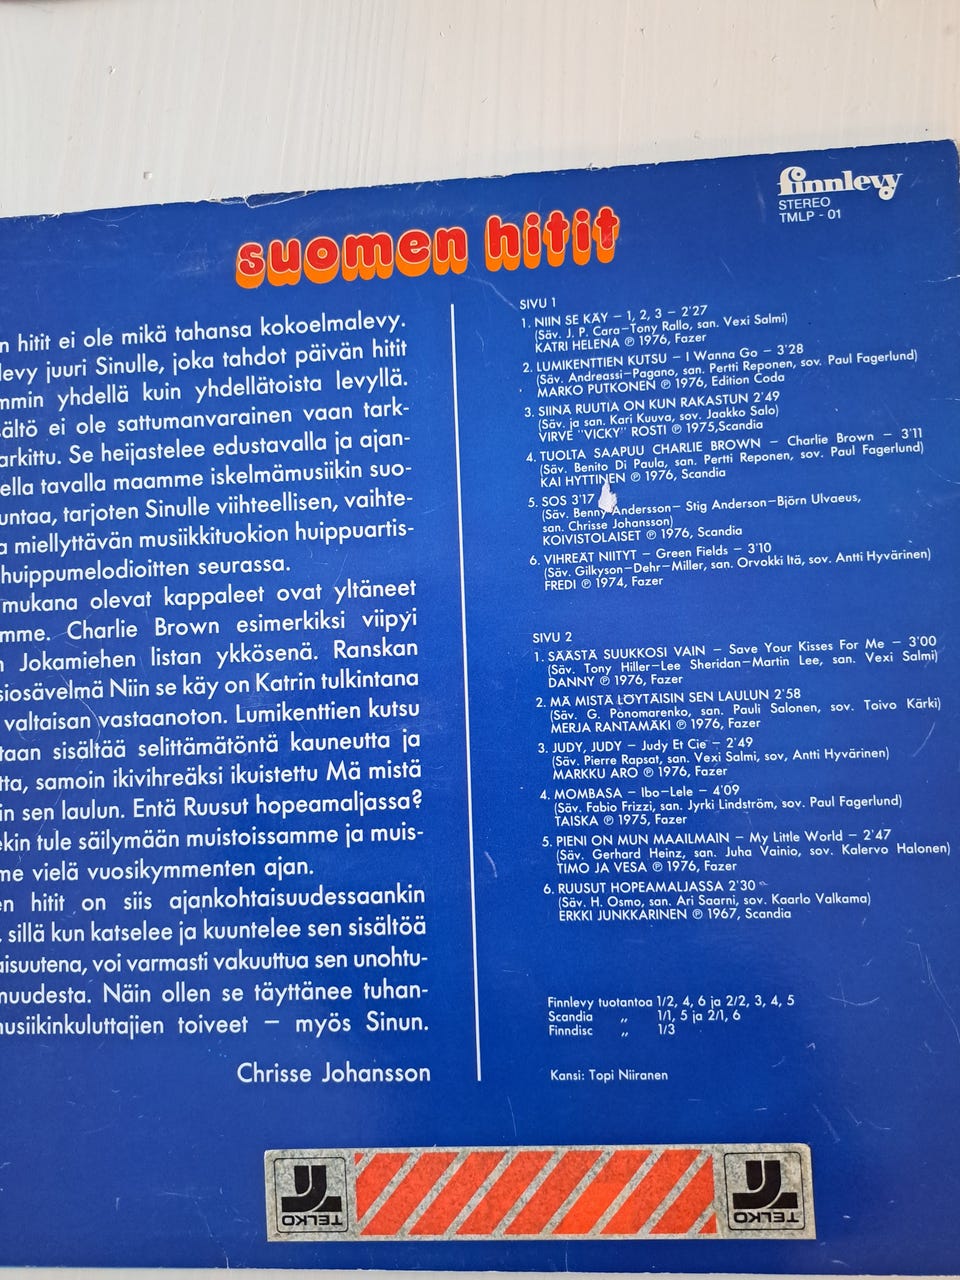 finnlevy
STEREO
TMLP - 01
suomen hitit
n hitit ei ole mikä tahansa kokoelmalevy.
levy juuri Sinulle, joka tahdot päivän hitit
mmin yhdellä kuin yhdellätoista levyllä.
ältö ei ole sattumanvarainen vaan tark-
arkittu. Se heijastelee edustavalla ja ajan-
ella tavalla maamme iskelmämusiikin suo-
untaa, tarjoten Sinulle viihteellisen, vaihte-
a miellyttävän musiikkituokion huippuartis-
huippumelodioitten seurassa.
mukana olevat kappaleet ovat yltäneet
mme. Charlie Brown esimerkiksi viipyi
n Jokamiehen listan ykkösenä. Ranskan
siosävelmä Niin se käy on Katrin tulkintana
valtaisan vastaanoton. Lumikenttien kutsu
taan sisältää selittämätöntä kauneutta ja
tta, samoin ikivihreäksi ikuistettu Mä mistä
in sen laulun. Entä Ruusut hopeamaljassa?
ekin tule säilymään muistoissamme ja muis-
me vielä vuosikymmenten ajan.
en hitit on siis ajankohtaisuudessaankin
, sillä kun katselee ja kuuntelee sen sisältöä
aisuutena, voi varmasti vakuuttua sen unohtu-
muudesta. Näin ollen se täyttänee tuhan-
musiikinkuluttajien toiveet – myös Sinun.
Chrisse Johansson
SIVU 1
1. NIIN SE KÄY – 1, 2, 3 – 2'27
(Säv. J. P. Cara–Tony Rallo, san. Vexi Salmi)
KATRI HELENA ℗ 1976, Fazer
2. LUMIKENTTIEN KUTSU – I Wanna Go – 3'28
(Säv. Andreassi–Pagano, san. Pertti Reponen, sov. Paul Fagerlund)
MARKO PUTKONEN ℗ 1976, Edition Coda
3. SIINÄ RUUTIA ON KUN RAKASTUN 2'49
(Säv. ja san. Kari Kuuva, sov. Jaakko Salo)
VIRVE "VICKY" ROSTI ℗ 1975,Scandia
4. TUOLTA SAAPUU CHARLIE BROWN – Charlie Brown – 3'11
(Säv. Benito Di Paula, san. Pertti Reponen, sov. Paul Fagerlund)
KAI HYTTINEN ℗ 1976, Scandia
5. SOS 3'17
(Säv. Benny Andersson– Stig Anderson–Björn Ulvaeus,
san. Chrisse Johansson)
KOIVISTOLAISET ℗ 1976, Scandia
6. VIHREÄT NIITYT – Green Fields – 3'10
(Säv. Gilkyson–Dehr–Miller, san. Orvokki Itä, sov. Antti Hyvärinen)
FREDI ℗ 1974, Fazer
SIVU 2
1. SÄÄSTÄ SUUKKOSI VAIN – Save Your Kisses For Me – 3'00
(Säv. Tony Hiller–Lee Sheridan–Martin Lee, san. Vexi Salmi)
DANNY ℗ 1976, Fazer
2. MÄ MISTÄ LÖYTÄISIN SEN LAULUN 2'58
(Säv. G. Ponomarenko, san. Pauli Salonen, sov. Toivo Kärki)
MERJA RANTAMÄKI ℗ 1976, Fazer
3. JUDY, JUDY – Judy Et Cie – 2'49
(Säv. Pierre Rapsat, san. Vexi Salmi, sov, Antti Hyvärinen)
MARKKU ARO ℗ 1976, Fazer
4. MOMBASA – Ibo–Lele – 4'09
(Säv. Fabio Frizzi, san. Jyrki Lindström, sov. Paul Fagerlund)
TAISKA ℗ 1975, Fazer
5. PIENI ON MUN MAAILMAIN – My Little World – 2'47
(Säv. Gerhard Heinz, san. Juha Vainio, sov. Kalervo Halonen)
TIMO JA VESA ℗ 1976, Fazer
6. RUUSUT HOPEAMALJASSA 2'30
(Säv. H. Osmo, san. Ari Saarni, sov. Kaarlo Valkama)
ERKKI JUNKKARINEN ℗ 1967, Scandia
Finnlevy tuotantoa 1/2, 4, 6 ja 2/2, 3, 4, 5
Scandia „ 1/1, 5 ja 2/1, 6
Finndisc „ 1/3
Kansi: Topi Niiranen
TELKO TELKO